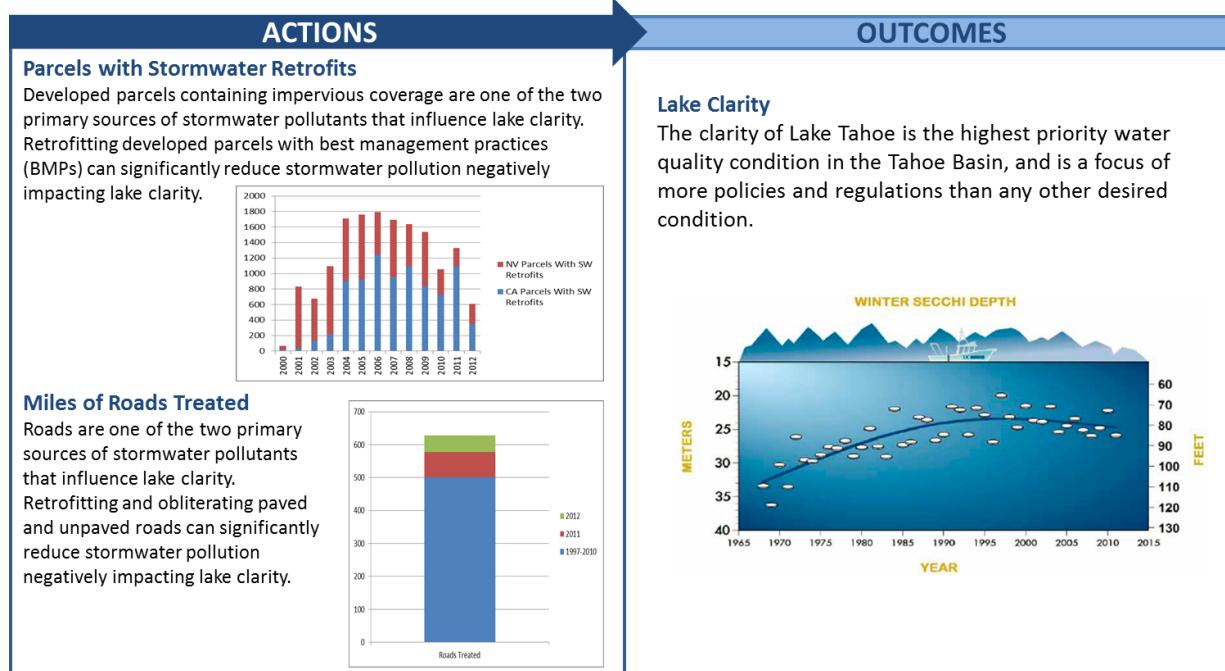 ACTIONS
OUTCOMES
Parcels with Stormwater Retrofits
Developed parcels containing impervious coverage are one of the two
primary sources of stormwater pollutants that influence lake clarity.
Retrofitting developed parcels with best management practices
(BMPs) can significantly reduce stormwater pollution negatively
impacting lake clarity.
2000
1800
1600
1400
1200
1000
800
600
400
200
0
2000
2001
2002
2003
2004
2005
2006
2007
2008
2009
2010
2011
2012
NV Parcels With SW
Retrofits
CA Parcels With SW
Retrofits
Miles of Roads Treated
Roads are one of the two primary
sources of stormwater pollutants
that influence lake clarity.
Retrofitting and obliterating paved
and unpaved roads can significantly
reduce stormwater pollution
negatively impacting lake clarity.
700
600
500
400
300
200
100
0
Roads Treated
2012
2011
1997-2010
Lake Clarity
The clarity of Lake Tahoe is the highest priority water
quality condition in the Tahoe Basin, and is a focus of
more policies and regulations than any other desired
condition.
WINTER SECCHI DEPTH
METERS
15
20
25
30
35
40
60
70
80
90
100
110
120
130
FEET
1965
1970
1975
1980
1985
1990
1995
2000
2005
2010
2015
YEAR